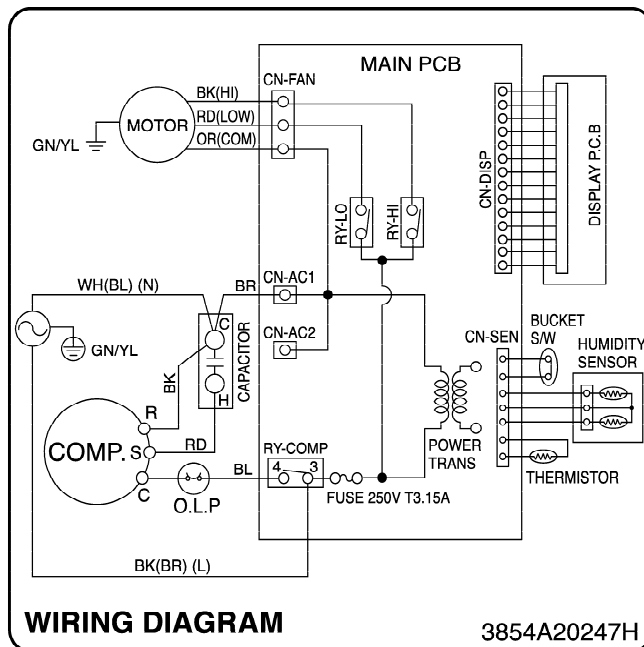 MAIN PCB
CN-FAN
BK(HI)
RD(LOW)
OR(COM)
MOTOR
GN/YL
CN-DISP
DISPLAY P.C.B
RY-LO
RY-HI
WH(BL) (N)
BR
CN-AC1
CN-AC2
GN/YL
C
CAPACITOR
H
BK
RD
R
S
C
COMP.
O.L.P
BL
RY-COMP
4 3
FUSE 250V T3.15A
POWER
TRANS
CN-SEN
BUCKET
S/W
HUMIDITY
SENSOR
THERMISTOR
BK(BR) (L)
WIRING DIAGRAM
3854A20247H